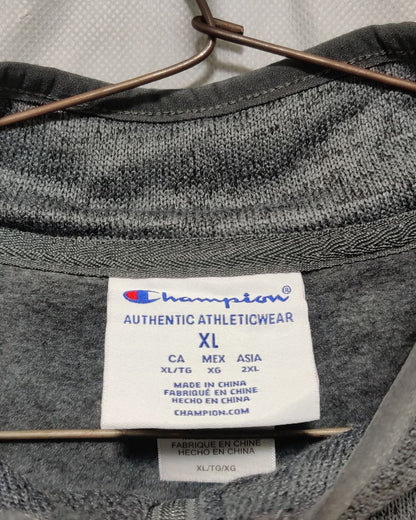 Champion®
AUTHENTIC ATHLETICWEAR
XL
CA MEX ASIA
XL/TG XG 2XL
MADE IN CHINA
FABRIQUÉ EN CHINE
HECHO EN CHINA
CHAMPION.COM
FABRIQUE EN CHINE
HECHO EN CHINA
XL/TG/XG